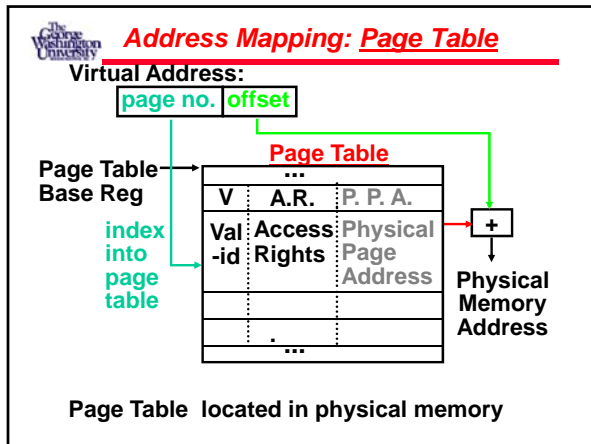 The
George
Washington
University
Address Mapping: Page Table
Virtual Address:
page no. offset
Page Table
Base Reg
Page Table
...
V A.R. P. P. A.
Val
-id
Access
Rights
Physical
Page
Address
index
into
page
table
+
Physical
Memory
Address
.
...
Page Table located in physical memory